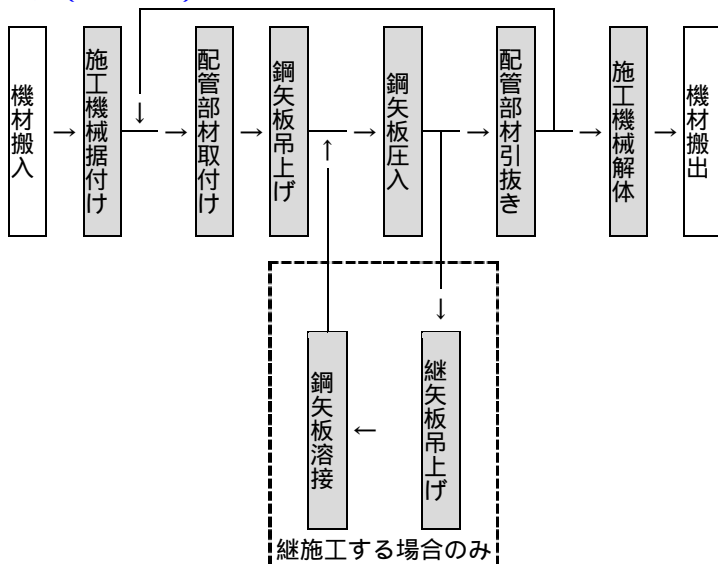 機材搬入
施工機械据付け
配管部材取付け
鋼矢板吊上げ
鋼矢板圧入
配管部材引抜き
施工機械解体
機材搬出
鋼矢板溶接
継矢板吊上げ
継施工する場合のみ